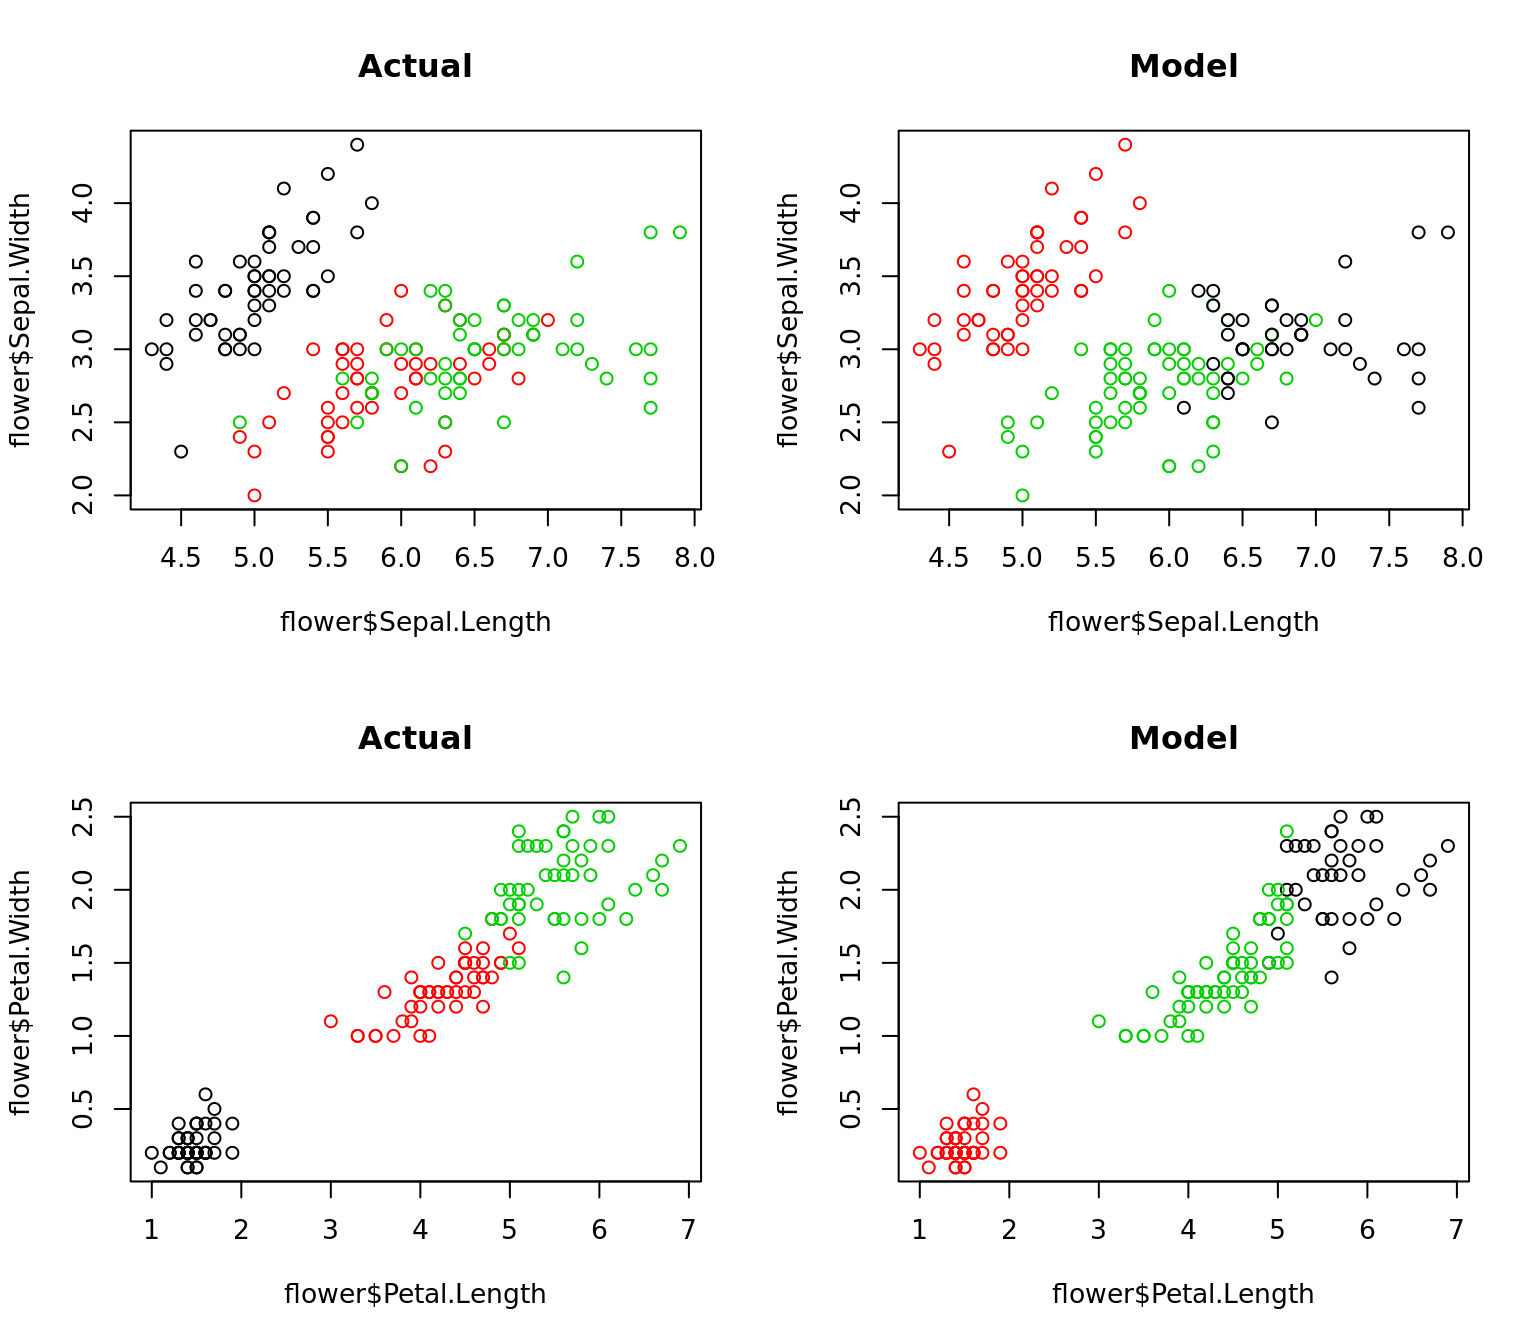 Actual
flower$Sepal.Width
4.0
3.5
3.0
2.5
2.0
4.5 5.0 5.5 6.0 6.5 7.0 7.5 8.0
flower$Sepal.Length
Model
flower$Sepal.Width
4.0
3.5
3.0
2.5
2.0
4.5 5.0 5.5 6.0 6.5 7.0 7.5 8.0
flower$Sepal.Length
Actual
flower$Petal.Width
2.5
2.0
1.5
1.0
0.5
1 2 3 4 5 6 7
flower$Petal.Length
Model
flower$Petal.Width
2.5
2.0
1.5
1.0
0.5
1 2 3 4 5 6 7
flower$Petal.Length